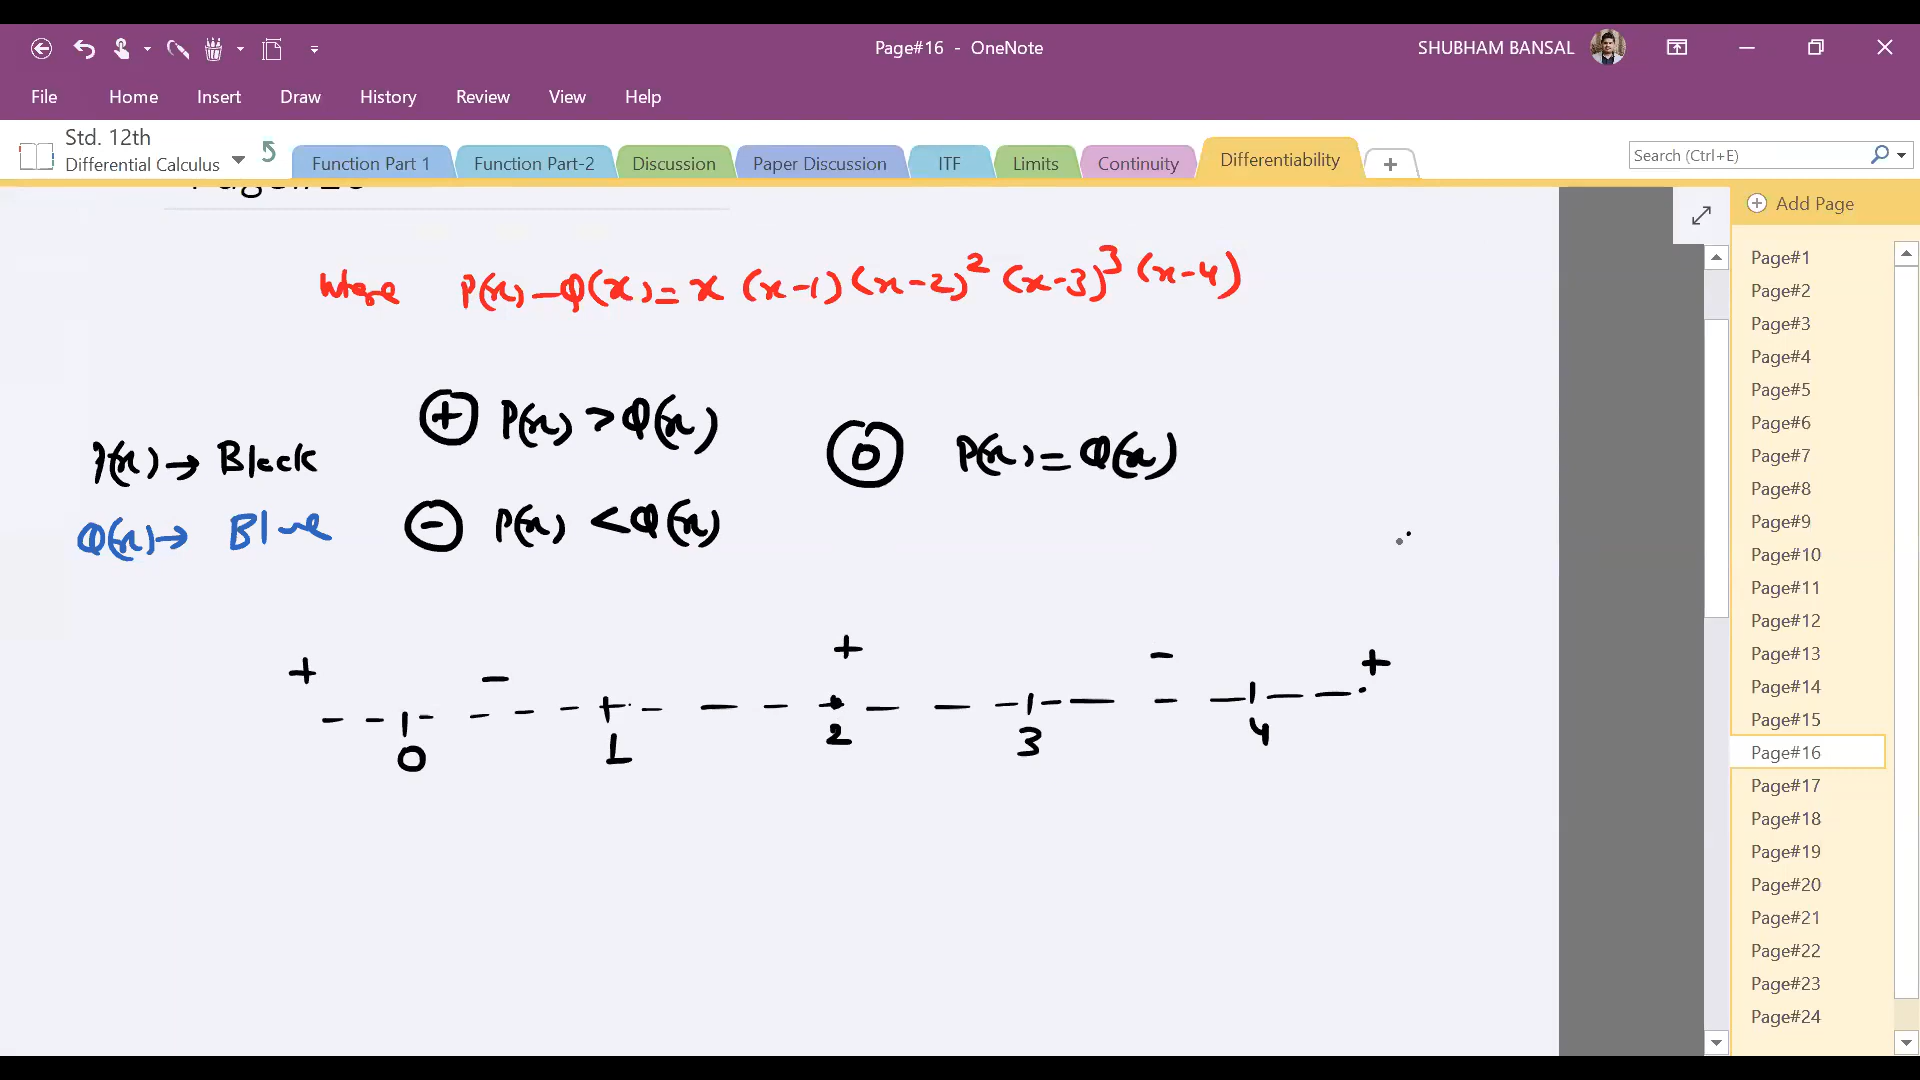 Page#16 - OneNote
SHUBHAM BANSAL
File Home Insert Draw History Review View Help
Std. 12th
Differential Calculus
Function Part 1 Function Part-2 Discussion Paper Discussion ITF Limits Continuity Differentiability +
Search (Ctrl+E)
Add Page
where P(x) - Q(x) = x (x-1) (x-2)² (x-3)³ (x-4)
+ P(x) > Q(x)
P(x) → Black
0 P(x) = Q(x)
Q(x) → Blue
- P(x) < Q(x)
+ - + - +
0 1 2 3 4
Page#1
Page#2
Page#3
Page#4
Page#5
Page#6
Page#7
Page#8
Page#9
Page#10
Page#11
Page#12
Page#13
Page#14
Page#15
Page#16
Page#17
Page#18
Page#19
Page#20
Page#21
Page#22
Page#23
Page#24